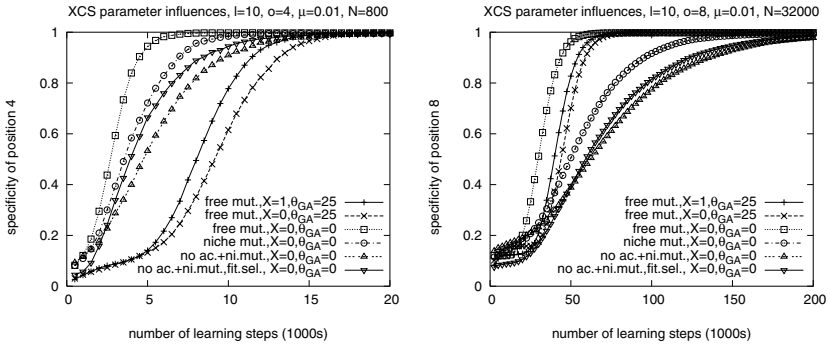 XCS parameter influences, l=10, o=4, μ=0.01, N=800
specificity of position 4
1
0.8
0.6
0.4
0.2
0
0
5
10
15
20
free mut.,X=1,θGA=25
free mut.,X=0,θGA=25
free mut.,X=0,θGA=0
niche mut.,X=0,θGA=0
no ac.+ni.mut.,X=0,θGA=0
no ac.+ni.mut.,fit.sel., X=0,θGA=0
number of learning steps (1000s)
XCS parameter influences, l=10, o=8, μ=0.01, N=32000
specificity of position 8
1
0.8
0.6
0.4
0.2
0
0
50
100
150
200
free mut.,X=1,θGA=25
free mut.,X=0,θGA=25
free mut.,X=0,θGA=0
niche mut.,X=0,θGA=0
no ac.+ni.mut.,X=0,θGA=0
no ac.+ni.mut.,fit.sel., X=0,θGA=0
number of learning steps (1000s)